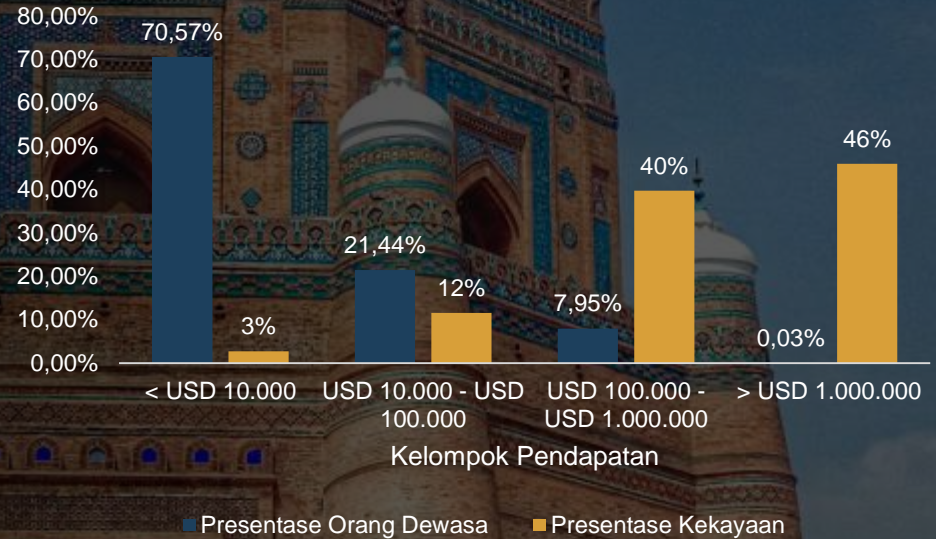 80,00%
70,00%
60,00%
50,00%
40,00%
30,00%
20,00%
10,00%
0,00%
70,57%
3%
21,44%
12%
7,95%
40%
0,03%
46%
< USD 10.000
USD 10.000 - USD
100.000
USD 100.000 -
USD 1.000.000
> USD 1.000.000
Kelompok Pendapatan
Presentase Orang Dewasa
Presentase Kekayaan